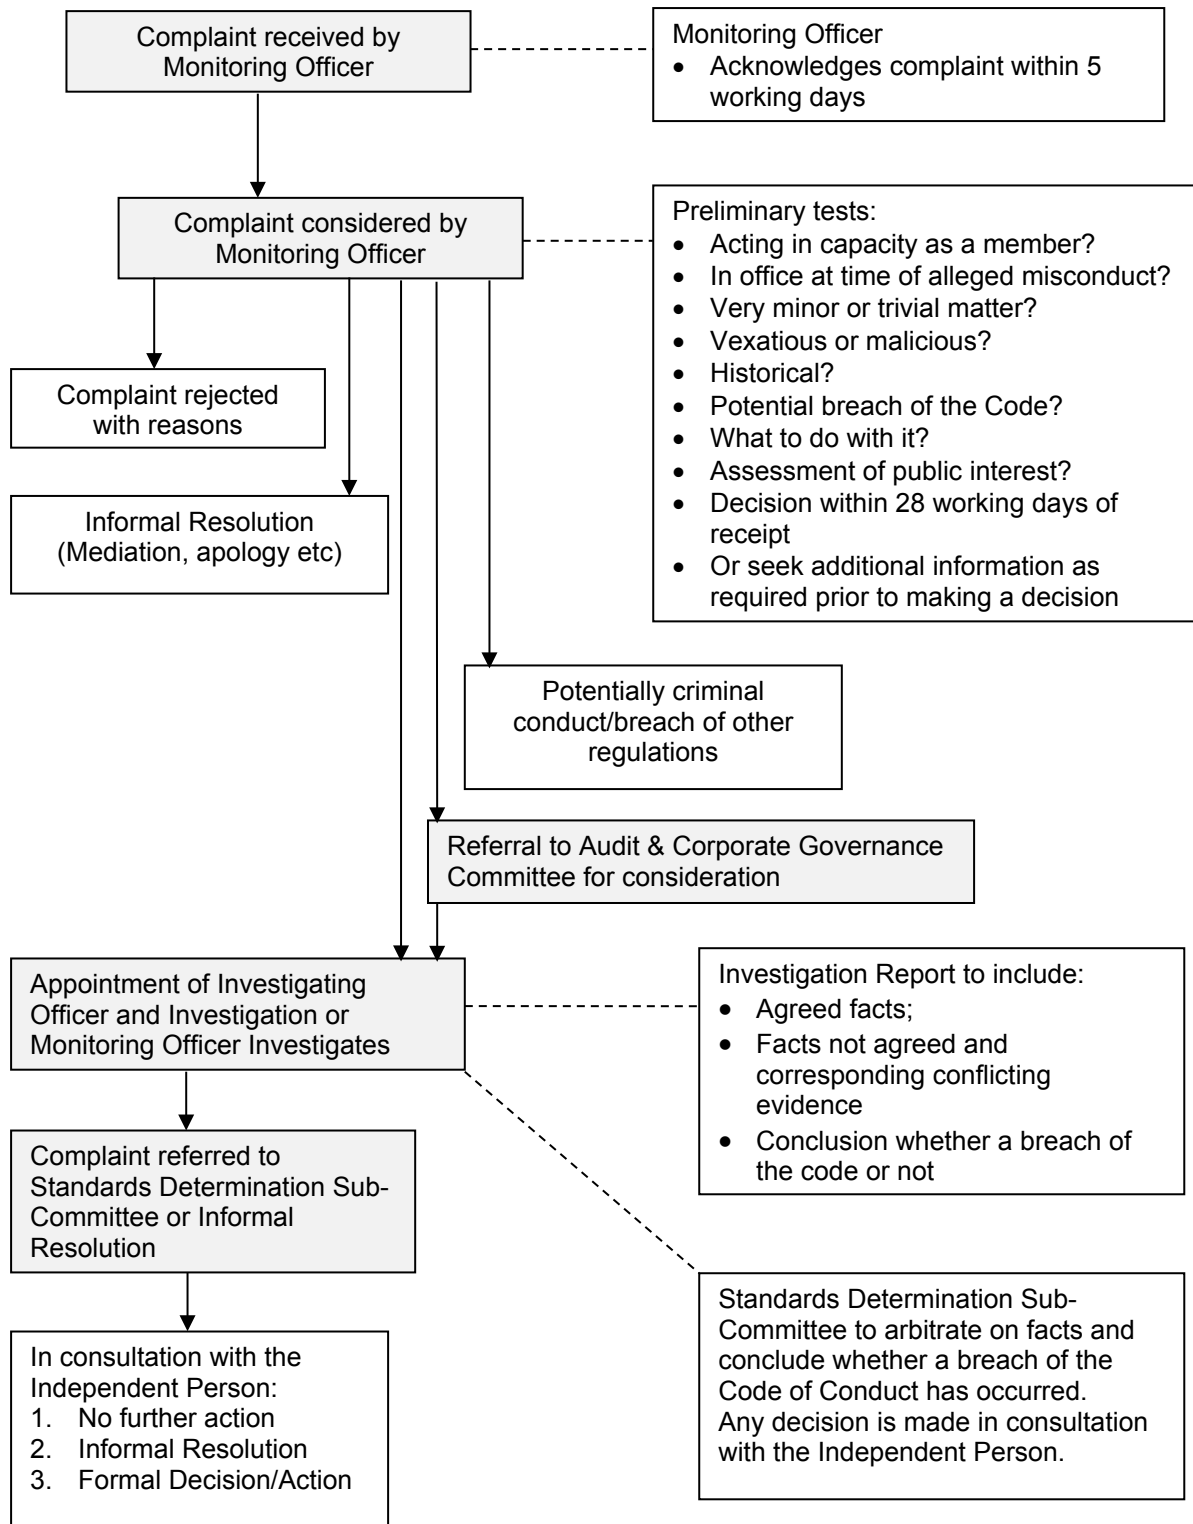 Complaint received by
Monitoring Officer
Monitoring Officer
• Acknowledges complaint within 5
working days
Complaint considered by
Monitoring Officer
Preliminary tests:
• Acting in capacity as a member?
• In office at time of alleged misconduct?
• Very minor or trivial matter?
• Vexatious or malicious?
• Historical?
• Potential breach of the Code?
• What to do with it?
• Assessment of public interest?
• Decision within 28 working days of
receipt
• Or seek additional information as
required prior to making a decision
Complaint rejected
with reasons
Informal Resolution
(Mediation, apology etc)
Potentially criminal
conduct/breach of other
regulations
Referral to Audit & Corporate Governance
Committee for consideration
Appointment of Investigating
Officer and Investigation or
Monitoring Officer Investigates
Investigation Report to include:
• Agreed facts;
• Facts not agreed and
corresponding conflicting
evidence
• Conclusion whether a breach of
the code or not
Complaint referred to
Standards Determination Sub-
Committee or Informal
Resolution
In consultation with the
Independent Person:
1. No further action
2. Informal Resolution
3. Formal Decision/Action
Standards Determination Sub-
Committee to arbitrate on facts and
conclude whether a breach of the
Code of Conduct has occurred.
Any decision is made in consultation
with the Independent Person.